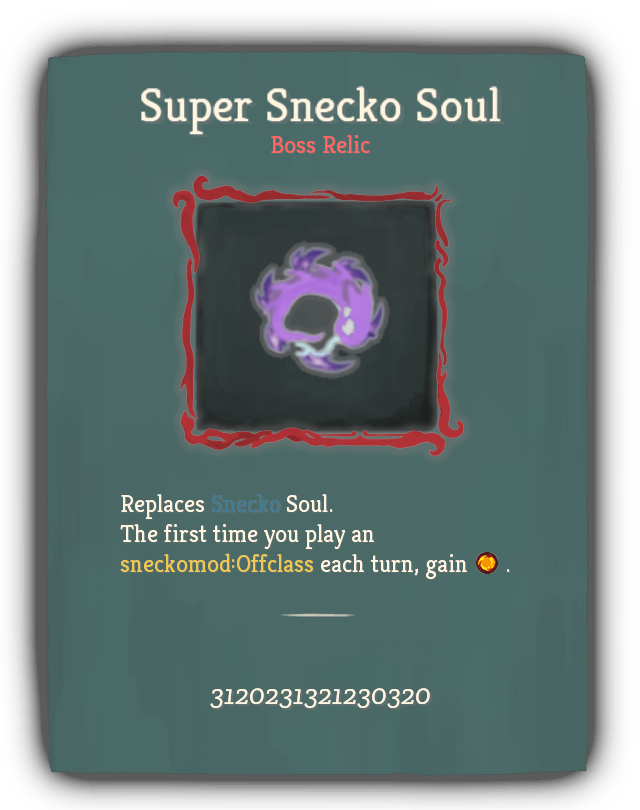 Super Snecko Soul
Boss Relic
Replaces Snecko Soul.
The first time you play an
sneckomod:Offclass each turn, gain .
3120231321230320